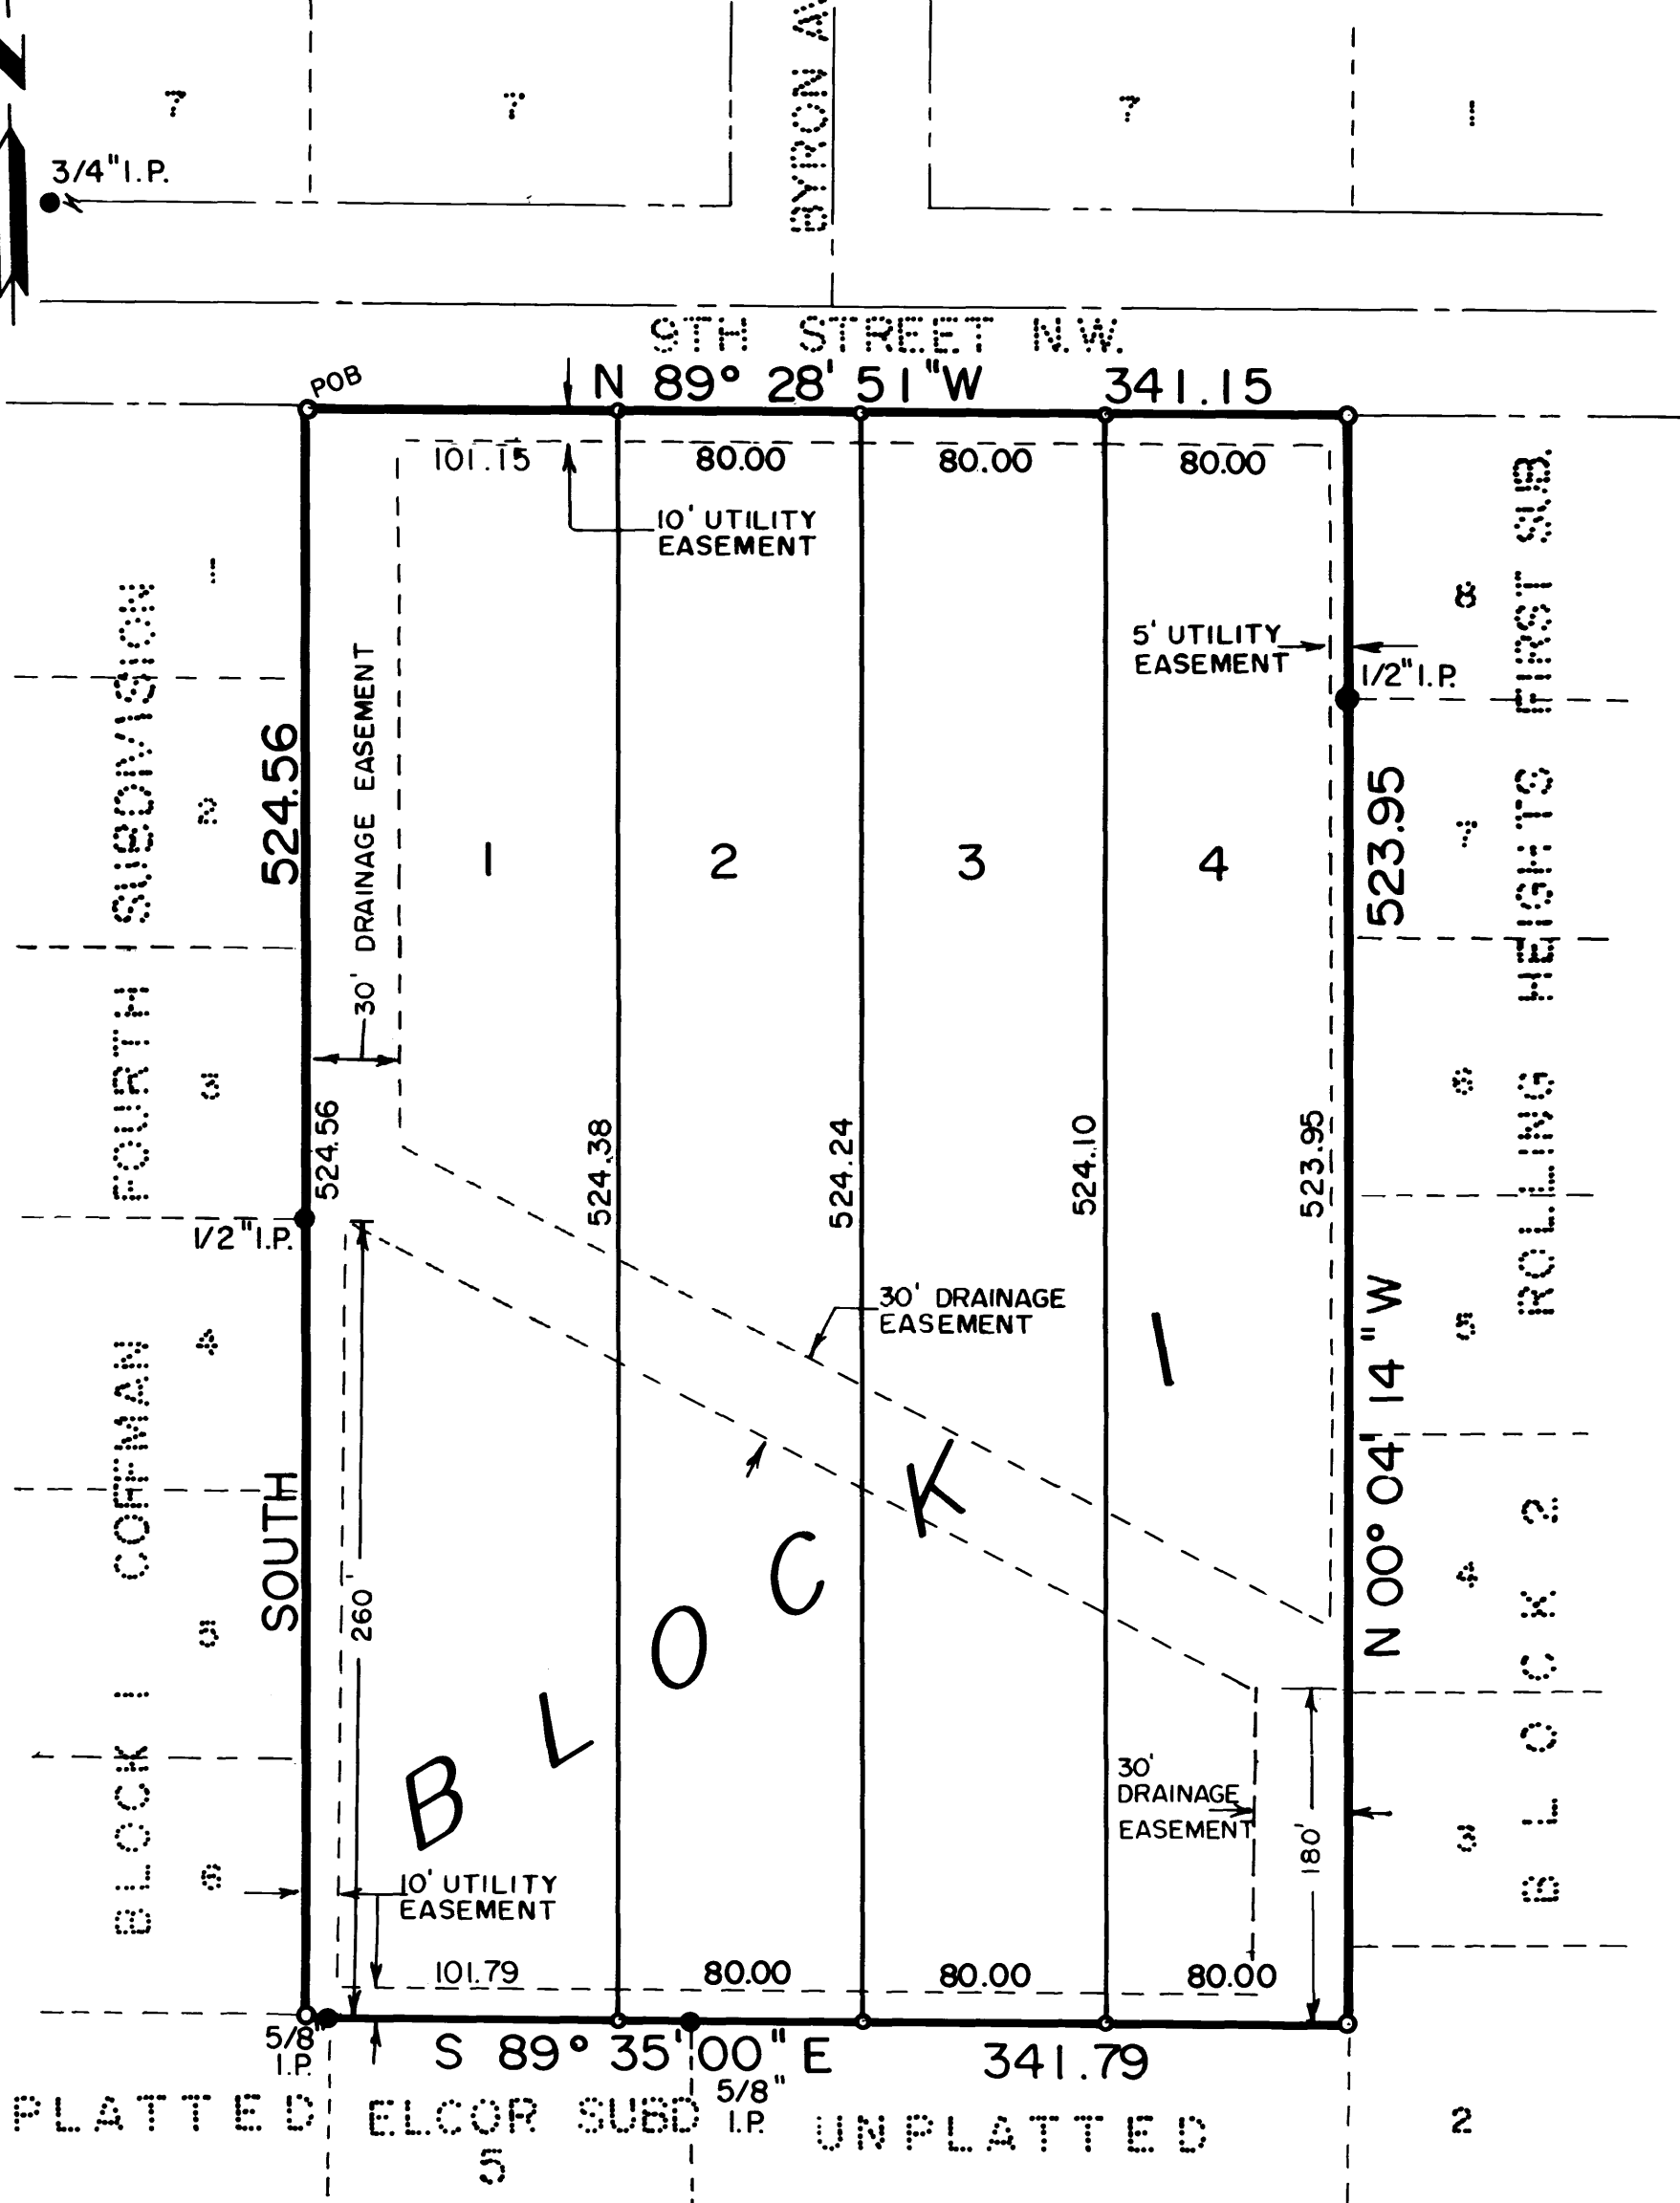 N
7
7
7
1
BYRON
3/4" I.P.
9TH STREET N.W.
POB
N 89° 28' 51" W 341.15
101.15
80.00
80.00
80.00
10' UTILITY
EASEMENT
5' UTILITY
EASEMENT
1/2" I.P.
BLOCK 1 COFFMAN FOURTH SUBDIVISION
1
2
3
4
5
6
524.56
SOUTH
30' DRAINAGE EASEMENT
1
2
3
4
523.95
N 00° 04' 14" W
BLOCK 2 ROLLING HEIGHTS FIRST SUB.
8
7
6
5
4
3
2
524.56
524.38
524.24
524.10
523.95
1/2" I.P.
30' DRAINAGE
EASEMENT
BLOCK 1
260'
30'
DRAINAGE
EASEMENT
180'
10' UTILITY
EASEMENT
101.79
80.00
80.00
80.00
5/8"
I.P.
S 89° 35' 00" E 341.79
5/8"
I.P.
PLATTED ELCOR SUBD UNPLATTED
5